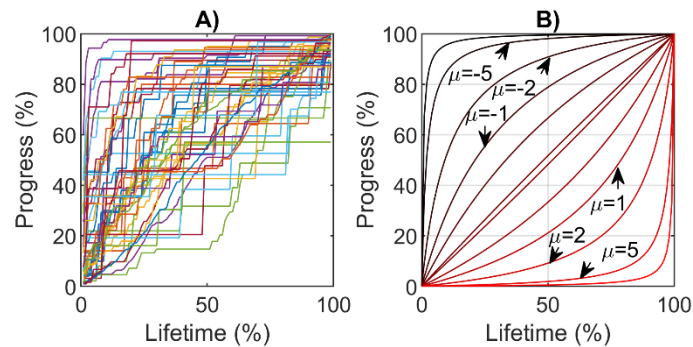 A)
100
80
60
40
20
0
Progress (%)
0
50
100
Lifetime (%)
B)
100
80
60
40
20
0
Progress (%)
μ=-5
μ=-2
μ=-1
μ=1
μ=2
μ=5
0
50
100
Lifetime (%)